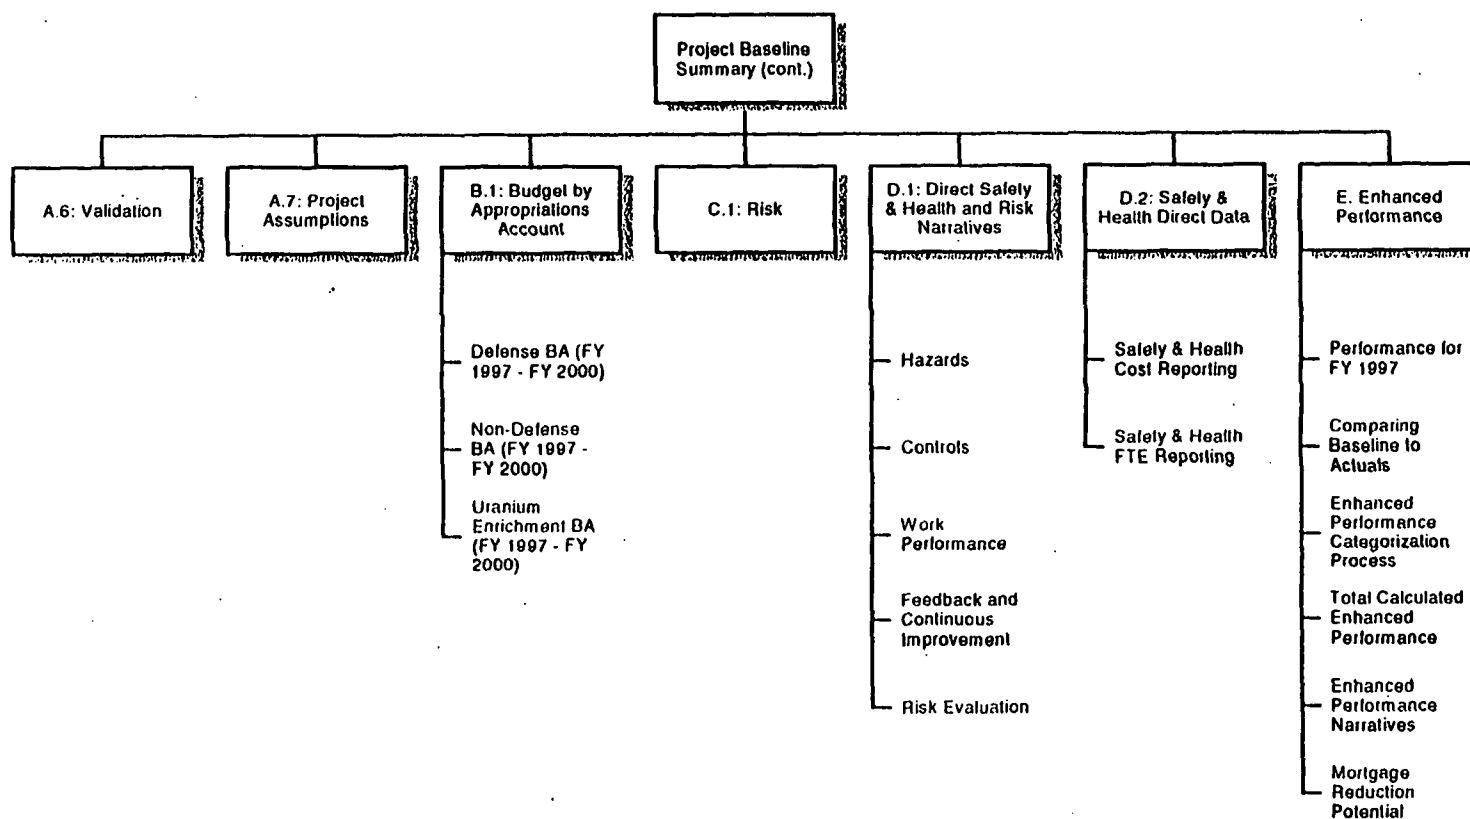 Project Baseline
Summary (cont.)
A.6: Validation
A.7: Project
Assumptions
B.1: Budget by
Appropriations
Account
C.1: Risk
D.1: Direct Safety
& Health and Risk
Narratives
D.2: Safety &
Health Direct Data
E. Enhanced
Performance
Defense BA (FY
1997 - FY 2000)
Non-Defense
BA (FY 1997 -
FY 2000)
Uranium
Enrichment BA
(FY 1997 - FY
2000)
Hazards
Controls
Work
Performance
Feedback and
Continuous
Improvement
Risk Evaluation
Safety & Health
Cost Reporting
Safety & Health
FTE Reporting
Performance for
FY 1997
Comparing
Baseline to
Actuals
Enhanced
Performance
Categorization
Process
Total Calculated
Enhanced
Performance
Enhanced
Performance
Narratives
Mortgage
Reduction
Potential